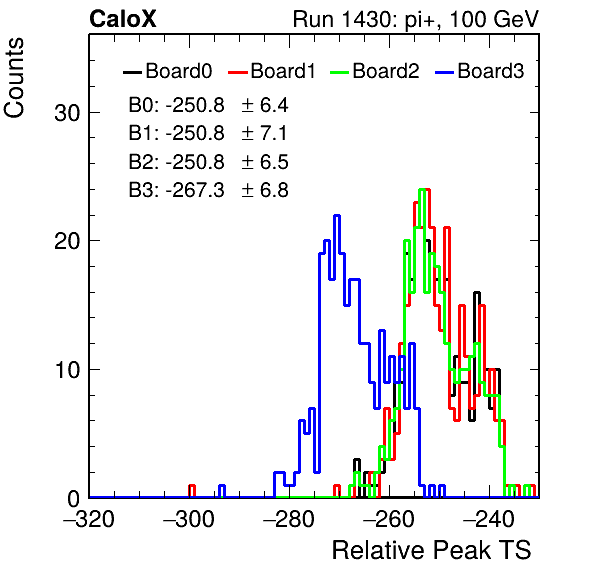 CaloX Run 1430: pi+, 100 GeV
Counts
Board0 Board1 Board2 Board3
B0: -250.8 ± 6.4
B1: -250.8 ± 7.1
B2: -250.8 ± 6.5
B3: -267.3 ± 6.8
30
20
10
0
−320 −300 −280 −260 −240
Relative Peak TS